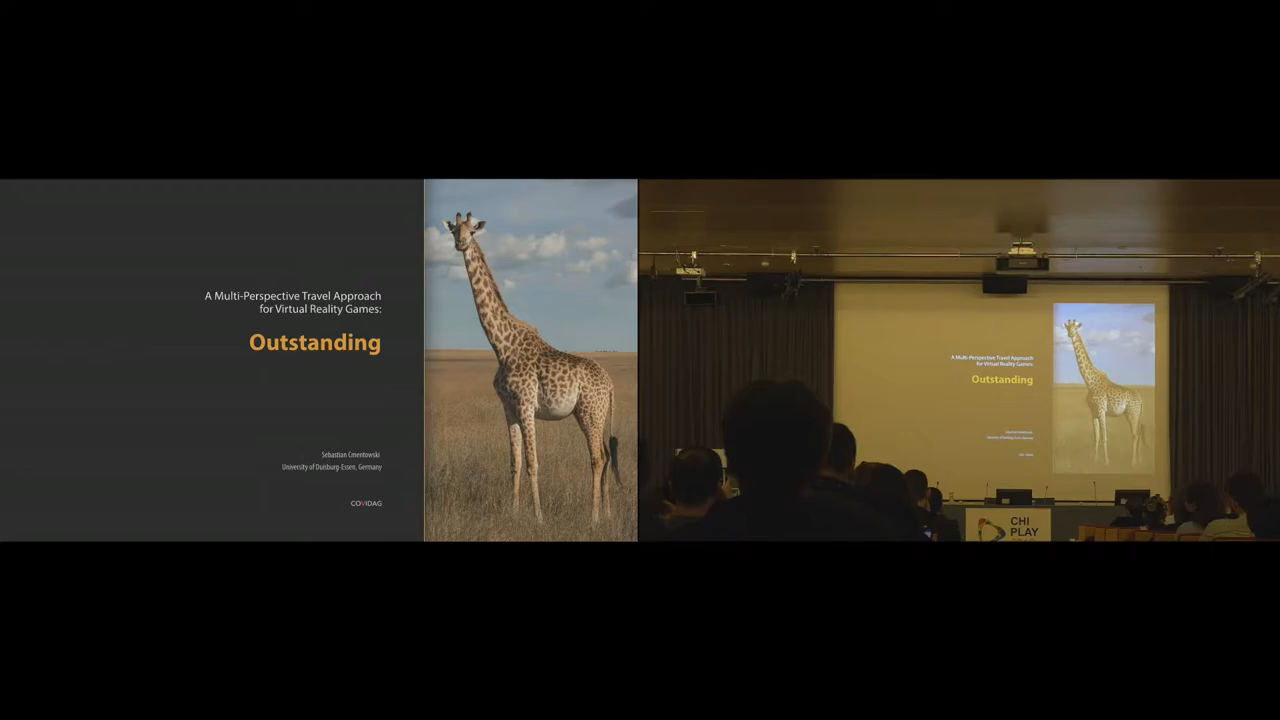 A Multi-Perspective Travel Approach
for Virtual Reality Games:
Outstanding
Sebastian Cmentowski
University of Duisburg-Essen, Germany
COVIDAG
A Multi-Perspective Travel Approach
for Virtual Reality Games:
Outstanding
CHI
PLAY